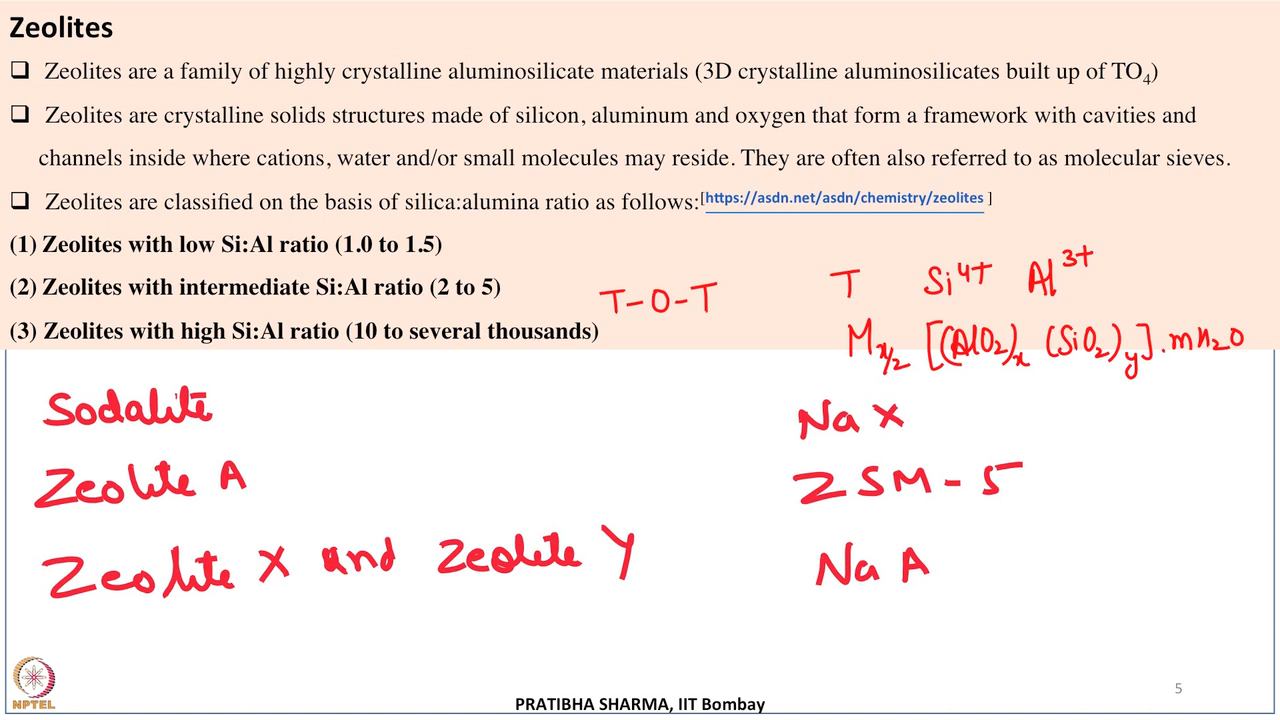 Zeolites
❑ Zeolites are a family of highly crystalline aluminosilicate materials (3D crystalline aluminosilicates built up of TO₄)
❑ Zeolites are crystalline solids structures made of silicon, aluminum and oxygen that form a framework with cavities and
channels inside where cations, water and/or small molecules may reside. They are often also referred to as molecular sieves.
❑ Zeolites are classified on the basis of silica:alumina ratio as follows:[https://asdn.net/asdn/chemistry/zeolites ]
(1) Zeolites with low Si:Al ratio (1.0 to 1.5)
(2) Zeolites with intermediate Si:Al ratio (2 to 5)
T-O-T
T Si⁴⁺ Al³⁺
(3) Zeolites with high Si:Al ratio (10 to several thousands)
M x/2 [(AlO₂)x (SiO₂)y].mH₂O
Sodalite
Na X
Zeolite A
ZSM-5
Zeolite X and Zeolite Y
Na A
NPTEL
PRATIBHA SHARMA, IIT Bombay
5